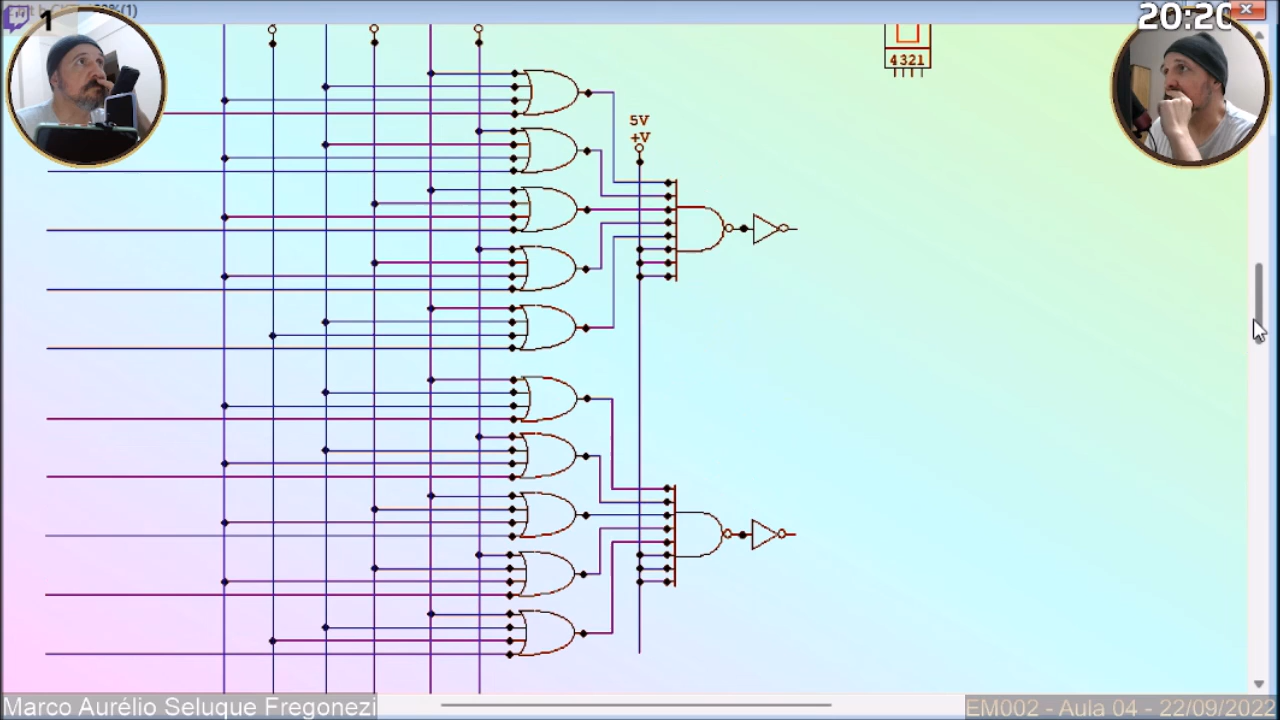 1
20:20
4321
5V
+V
Marco Aurélio Seluque Fregonezi
EM002 - Aula 04 - 22/09/2022